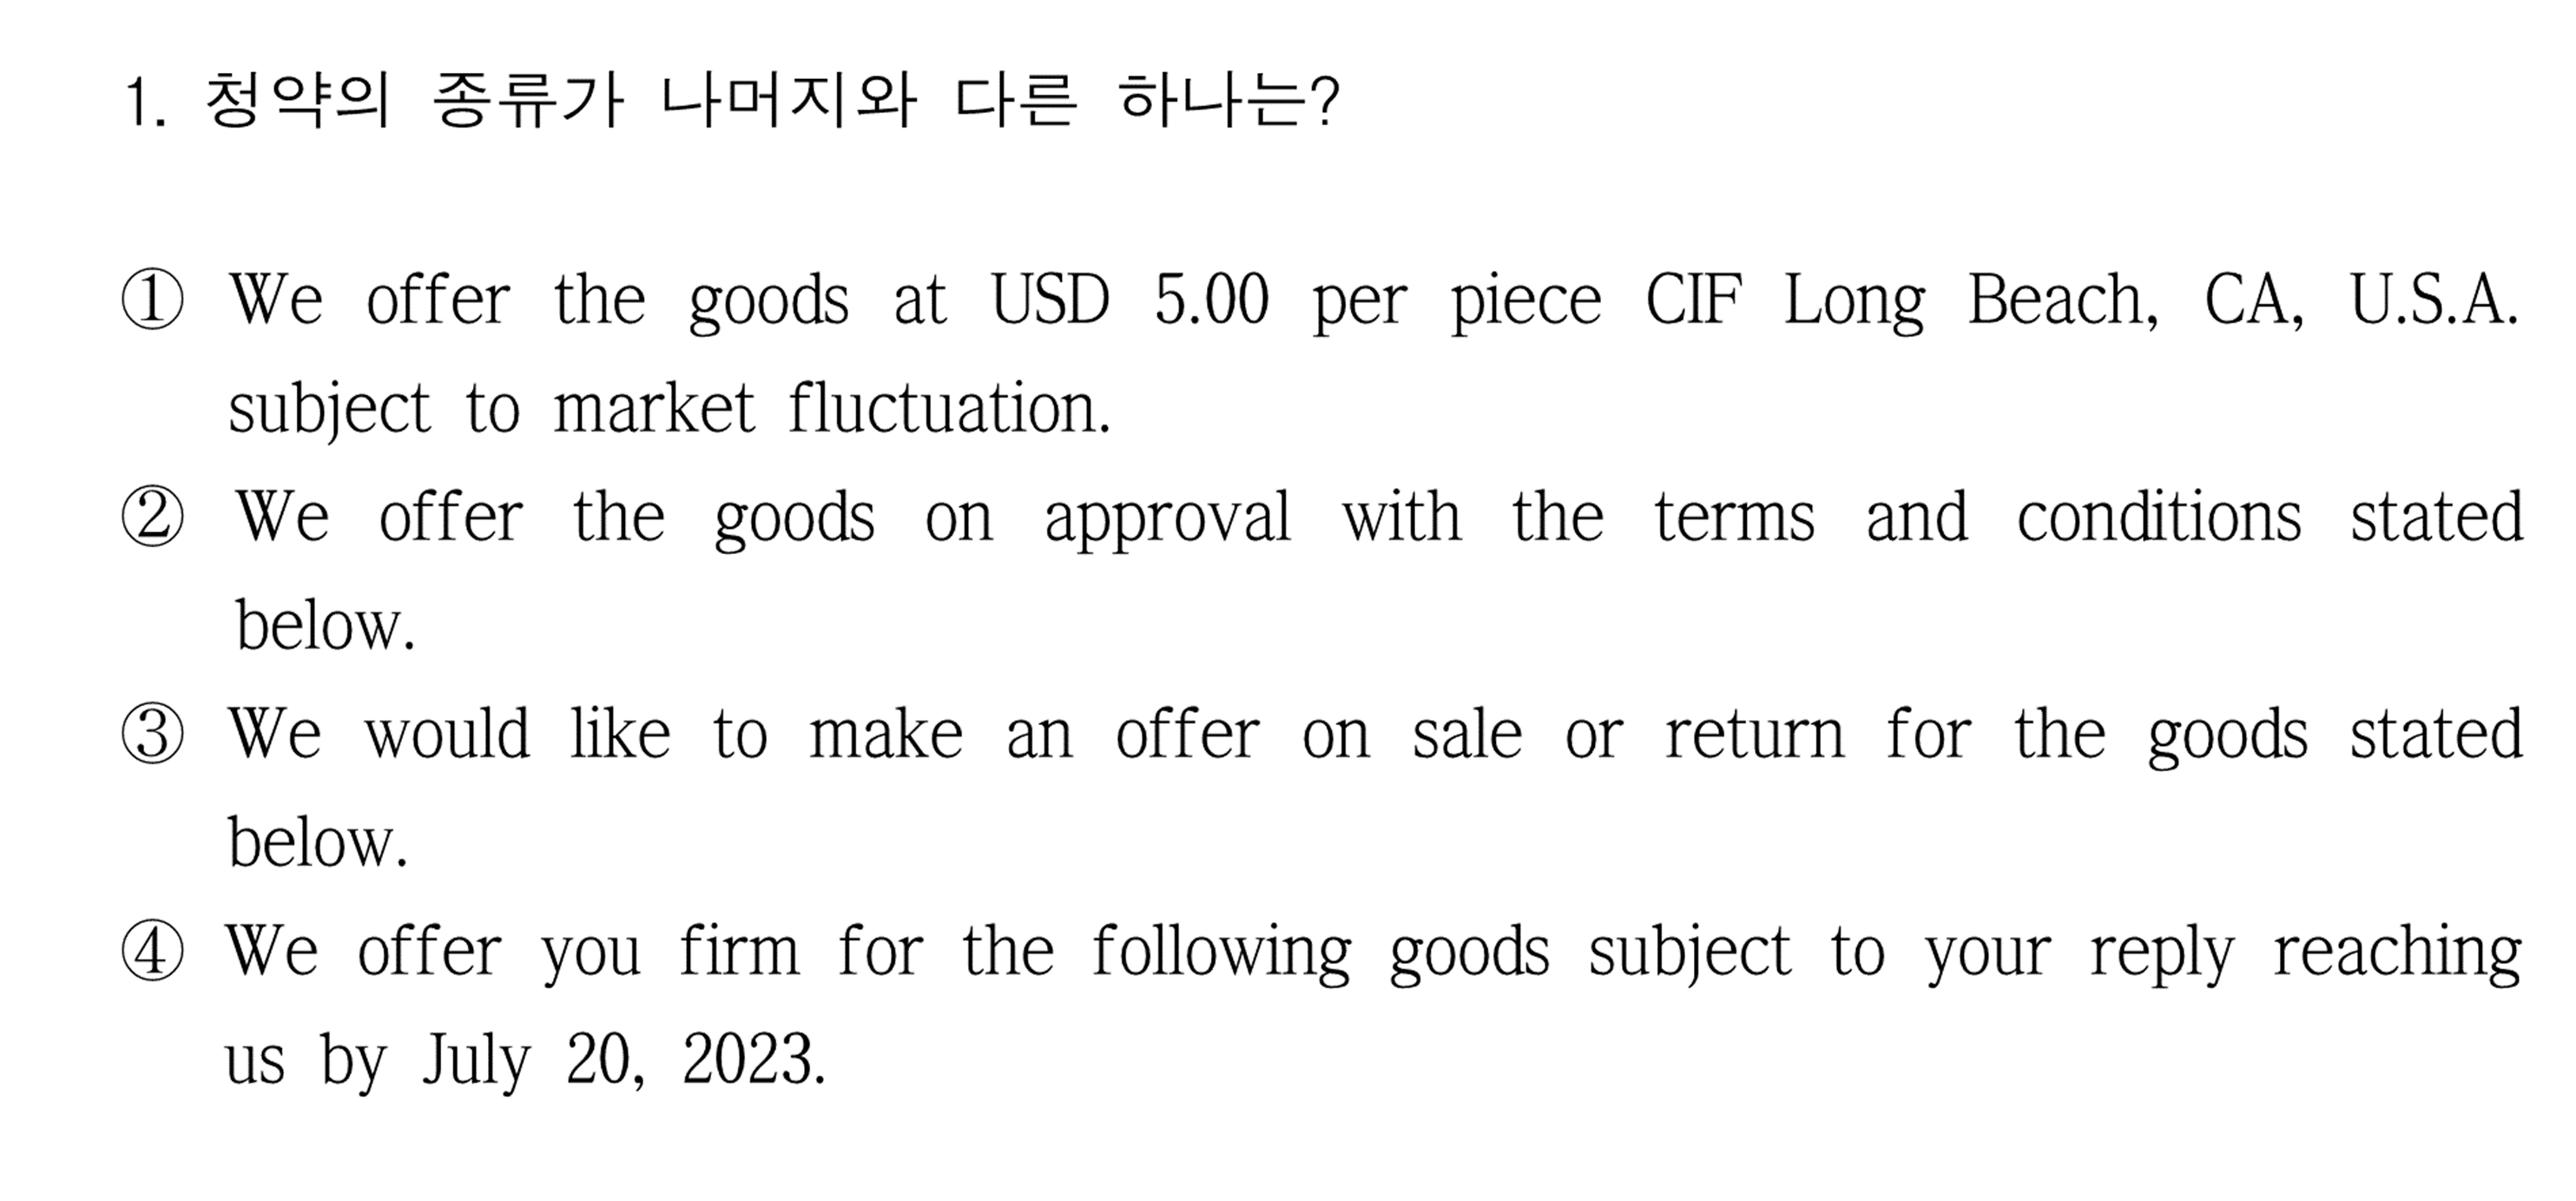 1. 청약의 종류가 나머지와 다른 하나는?
① We offer the goods at USD 5.00 per piece CIF Long Beach, CA, U.S.A.
subject to market fluctuation.
② We offer the goods on approval with the terms and conditions stated
below.
③ We would like to make an offer on sale or return for the goods stated
below.
④ We offer you firm for the following goods subject to your reply reaching
us by July 20, 2023.